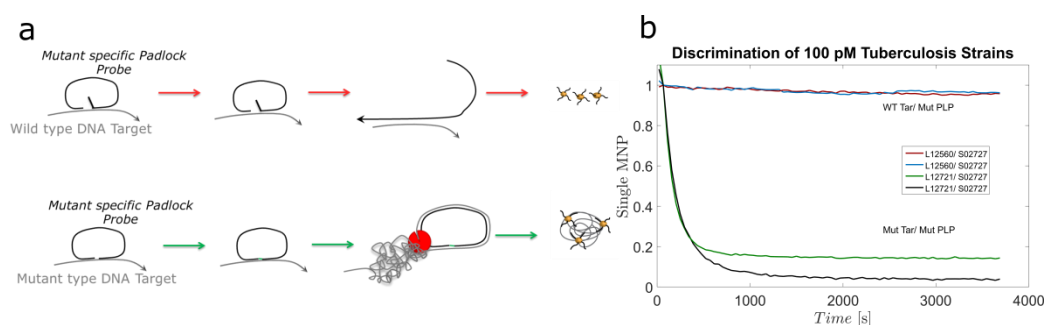 a
Mutant specific Padlock
Probe
Wild type DNA Target
Mutant specific Padlock
Probe
Mutant type DNA Target
b
Discrimination of 100 pM Tuberculosis Strains
1
0.8
0.6
0.4
0.2
0
Single MNP
WT Tar/ Mut PLP
L12560/ S02727
L12560/ S02727
L12721/ S02727
L12721/ S02727
Mut Tar/ Mut PLP
0
1000
2000
3000
4000
Time [s]